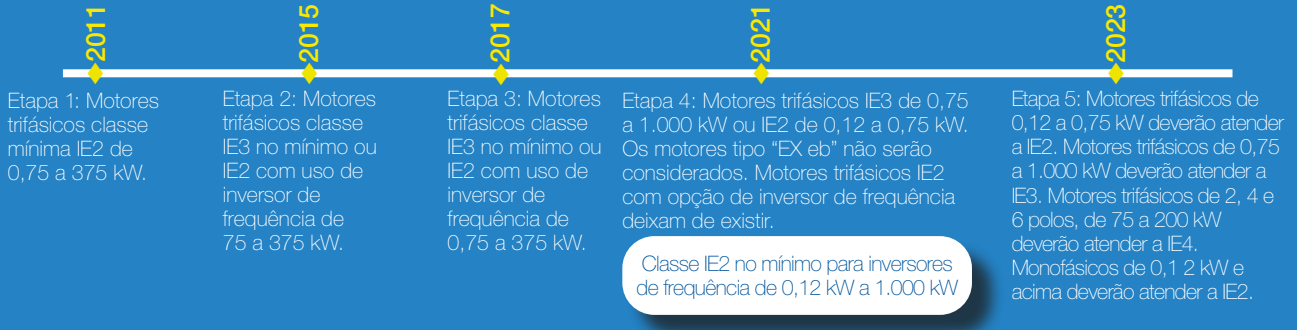 2011
Etapa 1: Motores
trifásicos classe
mínima IE2 de
0,75 a 375 kW.
2015
Etapa 2: Motores
trifásicos classe
IE3 no mínimo ou
IE2 com uso de
inversor de
frequência de
75 a 375 kW.
2017
Etapa 3: Motores
trifásicos classe
IE3 no mínimo ou
IE2 com uso de
inversor de
frequência de
0,75 a 375 kW.
2021
Etapa 4: Motores trifásicos IE3 de 0,75
a 1.000 kW ou IE2 de 0,12 a 0,75 kW.
Os motores tipo “EX eb” não serão
considerados. Motores trifásicos IE2
com opção de inversor de frequência
deixam de existir.
Classe IE2 no mínimo para inversores
de frequência de 0,12 kW a 1.000 kW
2023
Etapa 5: Motores trifásicos de
0,12 a 0,75 kW deverão atender
a IE2. Motores trifásicos de 0,75
a 1.000 kW deverão atender a
IE3. Motores trifásicos de 2, 4 e
6 polos, de 75 a 200 kW
deverão atender a IE4.
Monofásicos de 0,1 2 kW e
acima deverão atender a IE2.